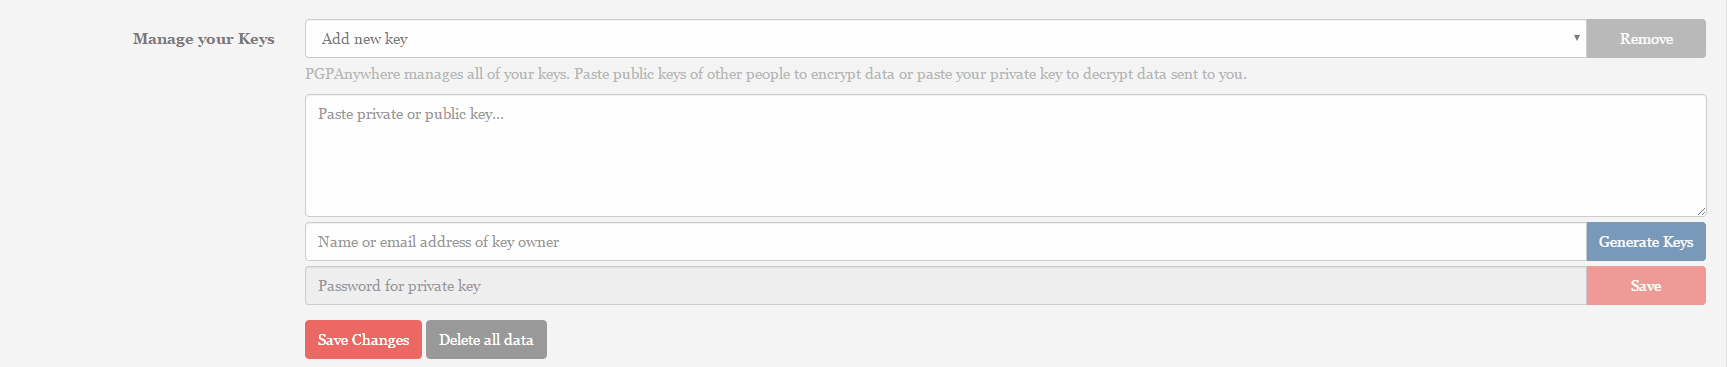 Manage your Keys
Add new key
Remove
PGPAnywhere manages all of your keys. Paste public keys of other people to encrypt data or paste your private key to decrypt data sent to you.
Paste private or public key...
Name or email address of key owner
Generate Keys
Password for private key
Save
Save Changes
Delete all data